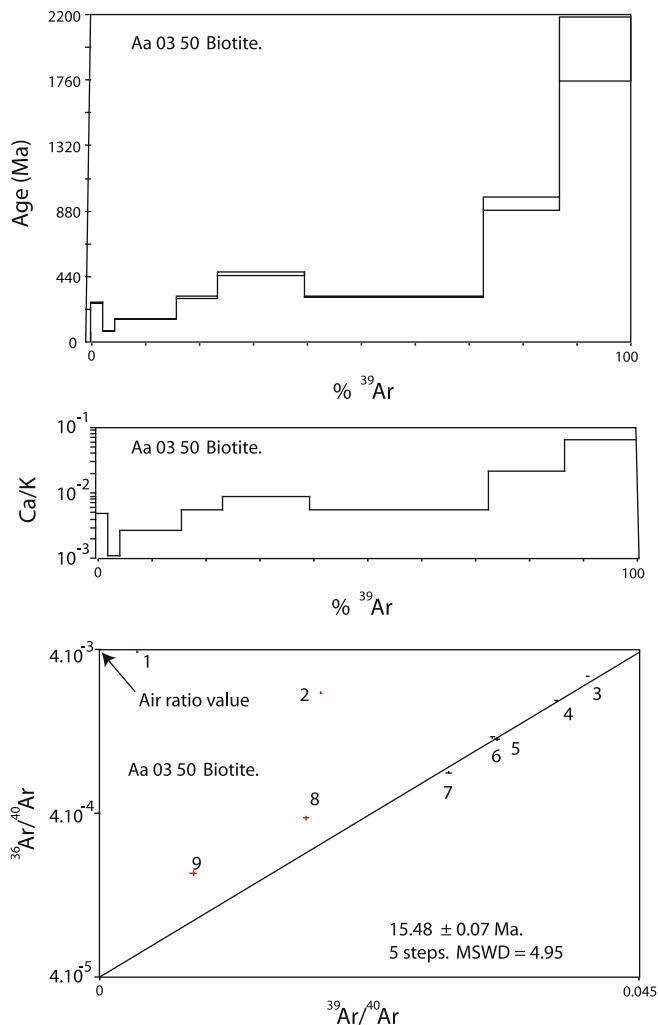 2200
1760
1320
880
440
0
Age (Ma)
Aa 03 50 Biotite.
0
100
% ³⁹Ar
10⁻¹
10⁻²
10⁻³
Ca/K
Aa 03 50 Biotite.
0
100
% ³⁹Ar
4.10⁻³
4.10⁻⁴
4.10⁻⁵
³⁶Ar/⁴⁰Ar
1
Air ratio value
2
3
4
Aa 03 50 Biotite.
5
6
7
8
9
15.48 ± 0.07 Ma.
5 steps. MSWD = 4.95
0
0.045
³⁹Ar/⁴⁰Ar